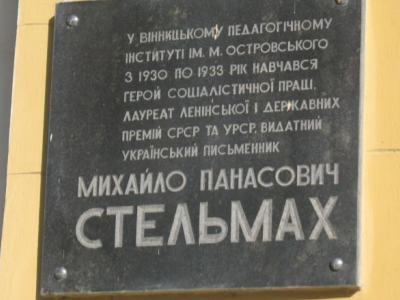 У ВІННИЦЬКОМУ ПЕДАГОГІЧНОМУ
ІНСТИТУТІ ІМ. М. ОСТРОВСЬКОГО
З 1930 ПО 1933 РІК НАВЧАВСЯ
ГЕРОЙ СОЦІАЛІСТИЧНОЇ ПРАЦІ,
ЛАУРЕАТ ЛЕНІНСЬКОЇ І ДЕРЖАВНИХ
ПРЕМІЙ СРСР ТА УРСР, ВИДАТНИЙ
УКРАЇНСЬКИЙ ПИСЬМЕННИК
МИХАЙЛО ПАНАСОВИЧ
СТЕЛЬМАХ